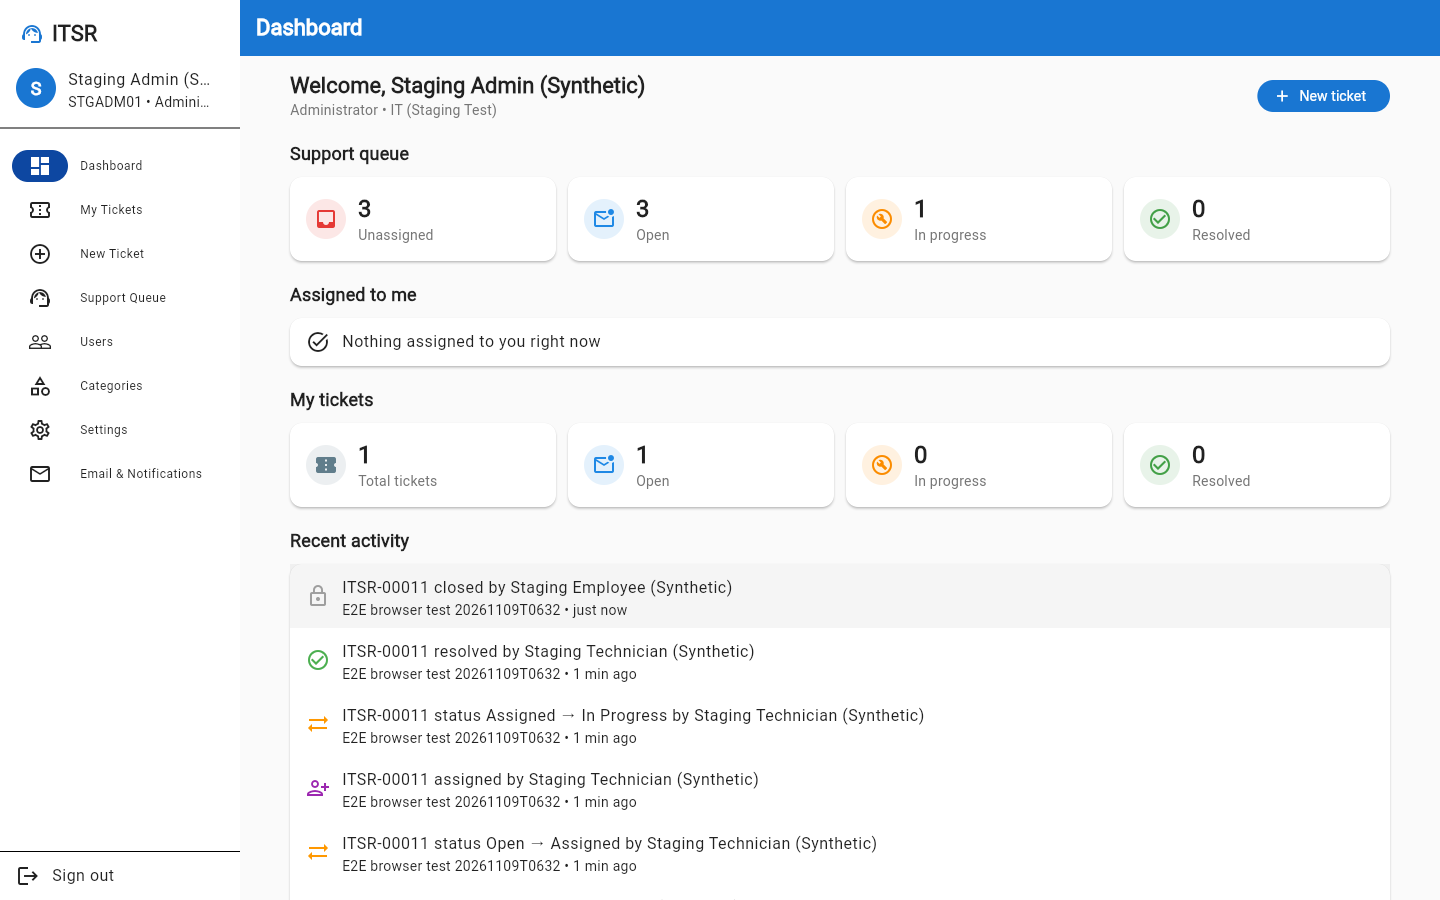 ITSR
Staging Admin (S...
STGADM01 • Admini...
Dashboard
My Tickets
New Ticket
Support Queue
Users
Categories
Settings
Email & Notifications
Sign out
Dashboard
Welcome, Staging Admin (Synthetic)
Administrator • IT (Staging Test)
New ticket
Support queue
3
Unassigned
3
Open
1
In progress
0
Resolved
Assigned to me
Nothing assigned to you right now
My tickets
1
Total tickets
1
Open
0
In progress
0
Resolved
Recent activity
ITSR-00011 closed by Staging Employee (Synthetic)
E2E browser test 20261109T0632 • just now
ITSR-00011 resolved by Staging Technician (Synthetic)
E2E browser test 20261109T0632 • 1 min ago
ITSR-00011 status Assigned → In Progress by Staging Technician (Synthetic)
E2E browser test 20261109T0632 • 1 min ago
ITSR-00011 assigned by Staging Technician (Synthetic)
E2E browser test 20261109T0632 • 1 min ago
ITSR-00011 status Open → Assigned by Staging Technician (Synthetic)
E2E browser test 20261109T0632 • 1 min ago